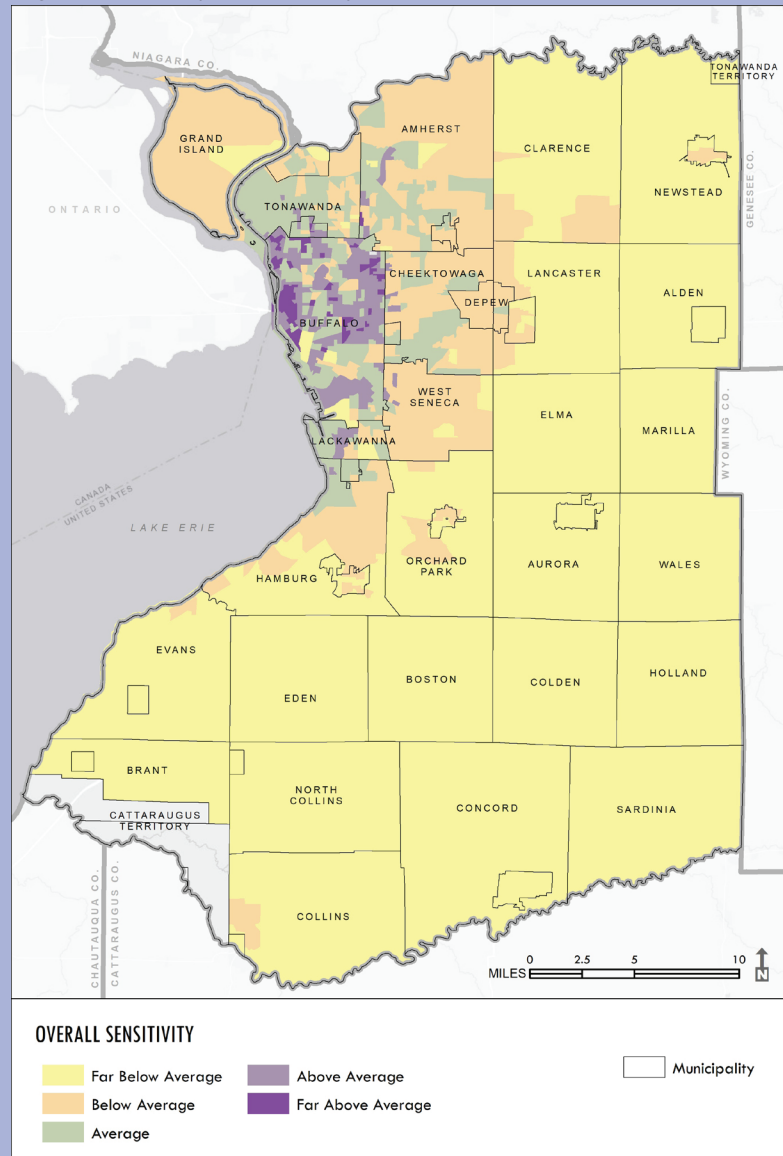 NIAGARA CO.
TONAWANDA
TERRITORY
GRAND
ISLAND
AMHERST
CLARENCE
NEWSTEAD
GENESEE CO.
ONTARIO
TONAWANDA
CHEEKTOWAGA
LANCASTER
DEPEW
ALDEN
BUFFALO
WEST
SENECA
ELMA
MARILLA
WYOMING CO.
LACKAWANNA
CANADA
UNITED STATES
LAKE ERIE
HAMBURG
ORCHARD
PARK
AURORA
WALES
EVANS
EDEN
BOSTON
COLDEN
HOLLAND
BRANT
NORTH
COLLINS
CONCORD
SARDINIA
CATTARAUGUS
TERRITORY
CHAUTAUQUA CO.
CATTARAUGUS CO.
COLLINS
0 2.5 5 10
MILES
N
OVERALL SENSITIVITY
Far Below Average
Below Average
Average
Above Average
Far Above Average
Municipality